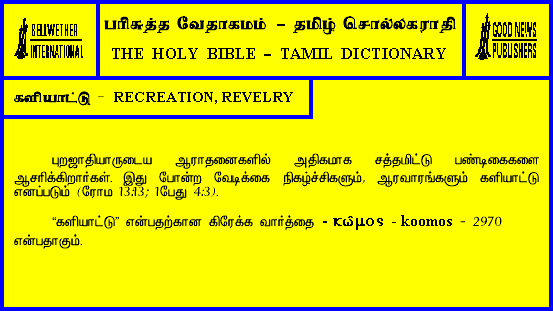 BELLWETHER
INTERNATIONAL
பரிசுத்த வேதாகமம் – தமிழ் சொல்லகராதி
THE HOLY BIBLE – TAMIL DICTIONARY
GOOD NEWS
PUBLISHERS
களியாட்டு – RECREATION, REVELRY
புறஜாதியாருடைய ஆராதனைகளில் அதிகமாக சத்தமிட்டு பண்டிகைகளை
ஆசரிக்கிறார்கள். இது போன்ற வேடிக்கை நிகழ்ச்சிகளும், ஆரவாரங்களும் களியாட்டு
எனப்படும் (ரோம 13:13; 1பேது 4:3).
“களியாட்டு” என்பதற்கான கிரேக்க வார்த்தை - κῶμος - koomos – 2970
என்பதாகும்.